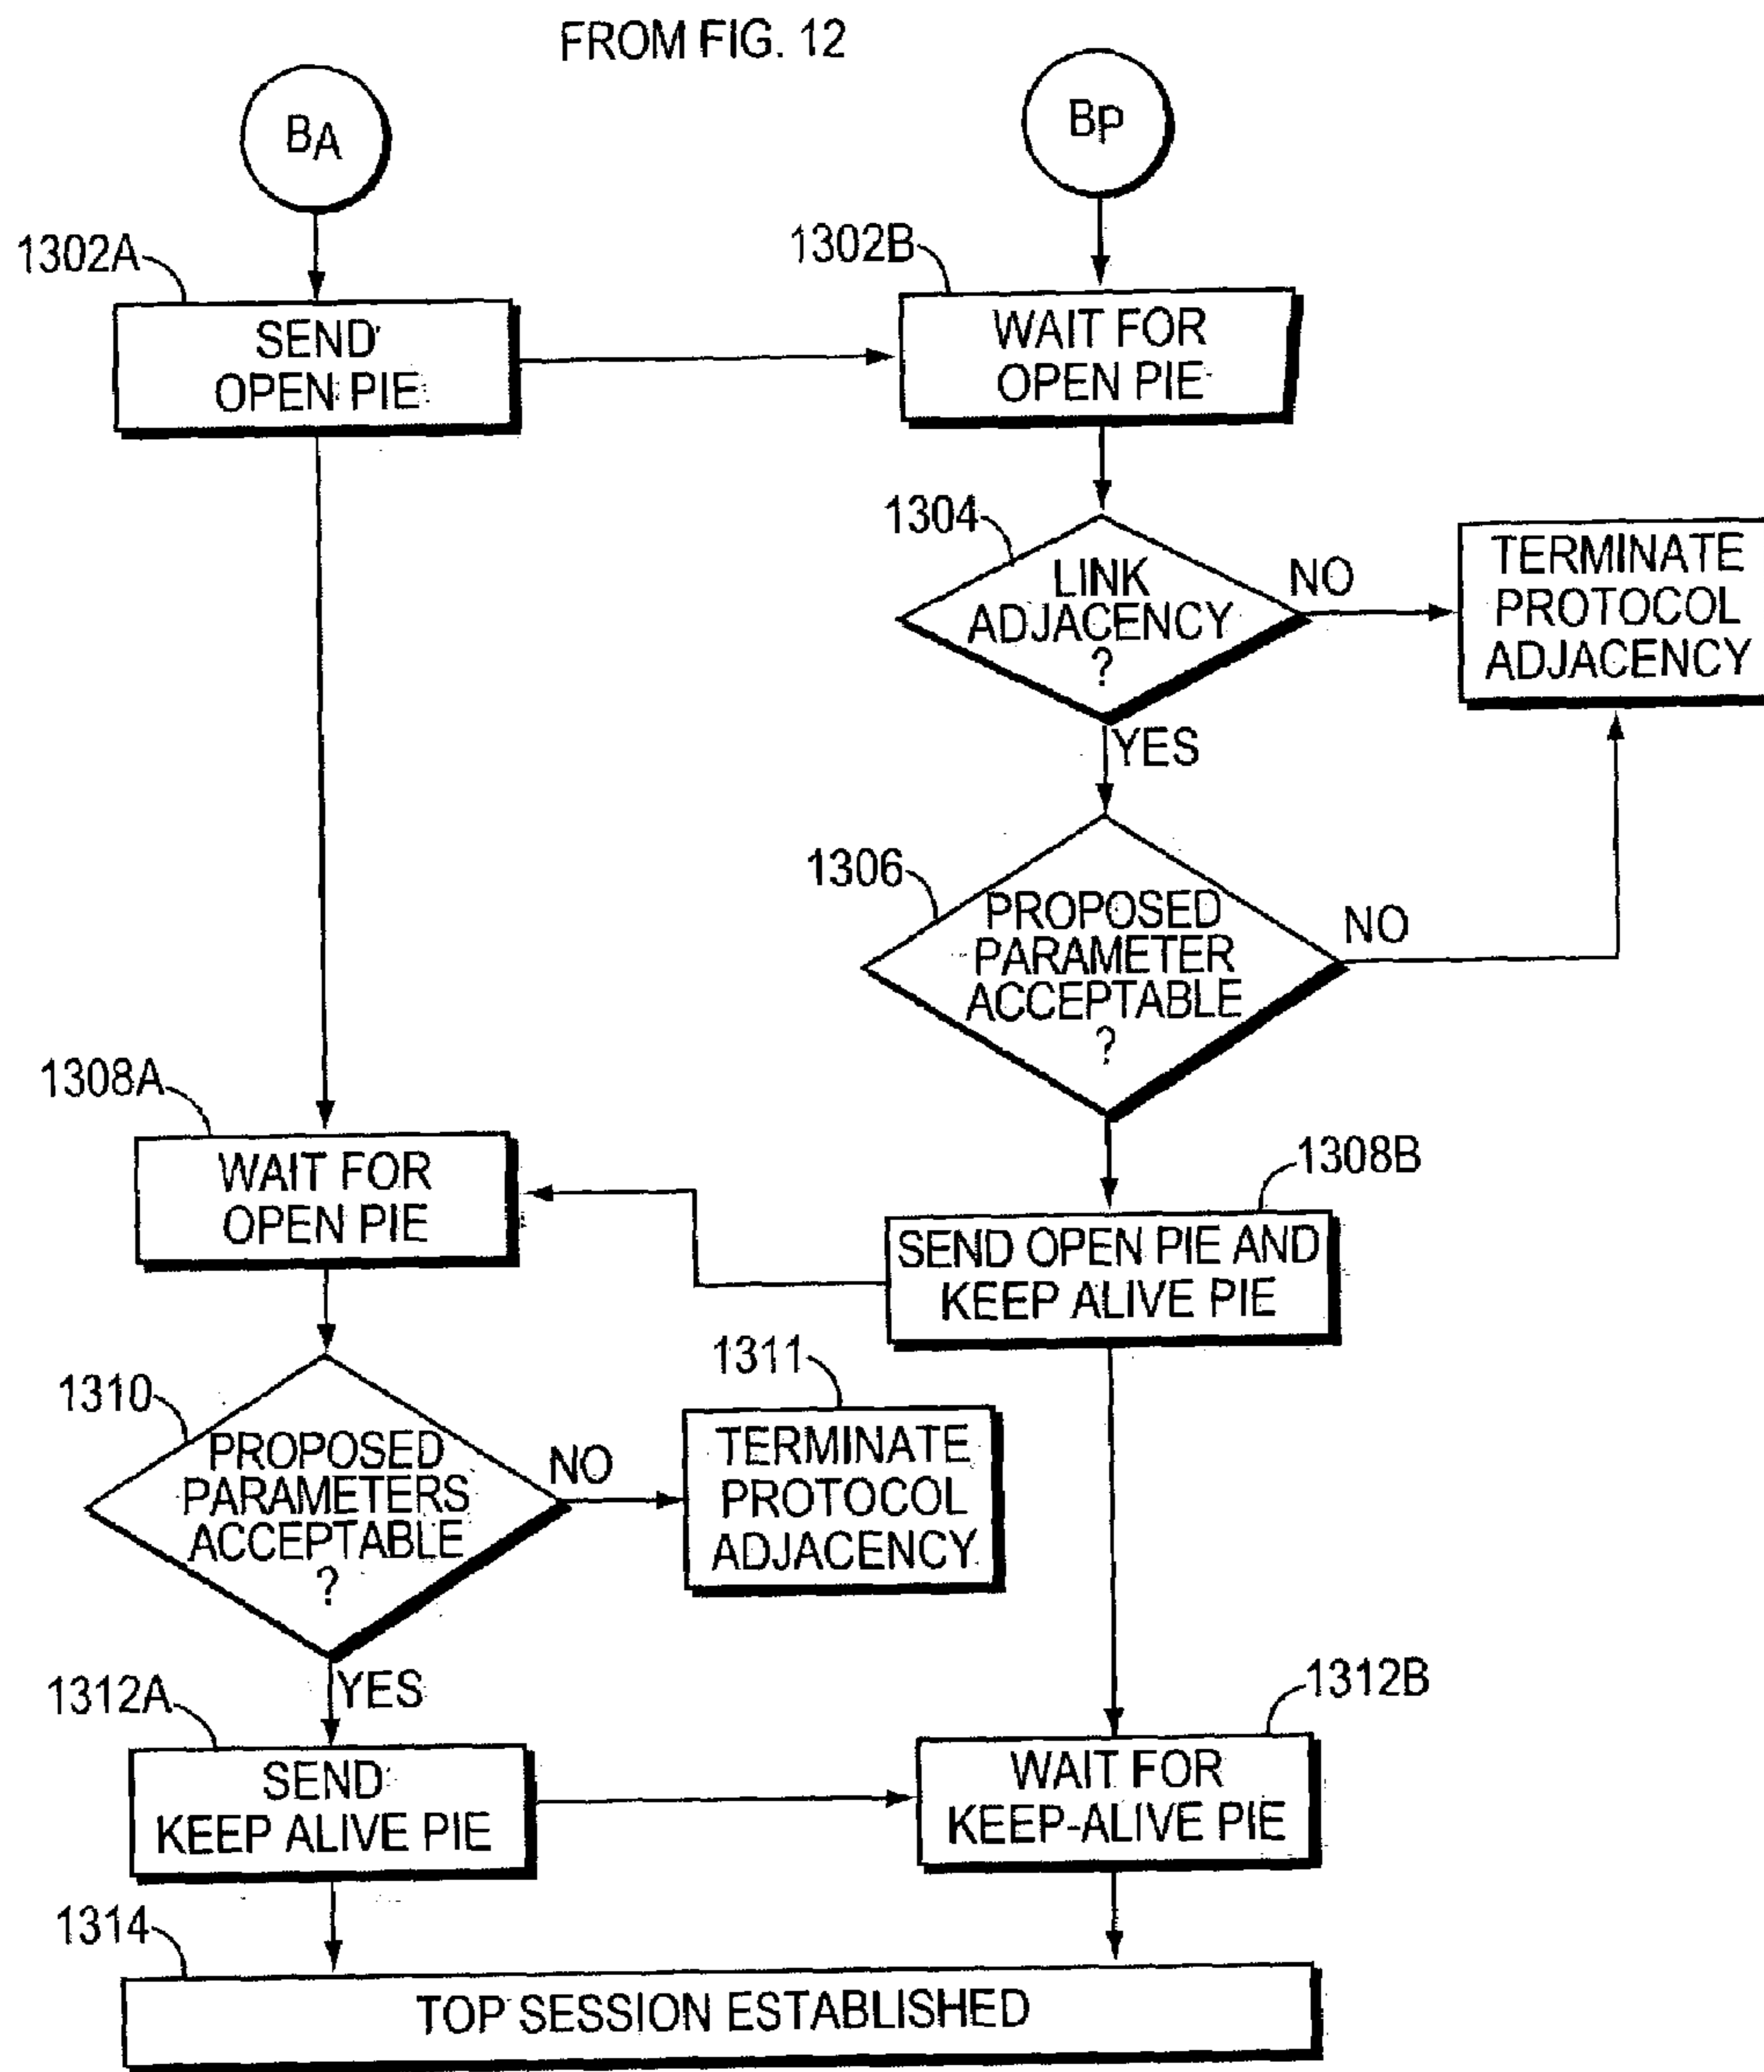 FROM FIG. 12
BA
BP
1302A
1302B
SEND
OPEN PIE
WAIT FOR
OPEN PIE
1304
LINK
ADJACENCY
?
NO
TERMINATE
PROTOCOL
ADJACENCY
YES
1306
PROPOSED
PARAMETER
ACCEPTABLE
?
NO
1308A
WAIT FOR
OPEN PIE
1308B
SEND OPEN PIE AND
KEEP ALIVE PIE
1310
PROPOSED
PARAMETERS
ACCEPTABLE
?
NO
1311
TERMINATE
PROTOCOL
ADJACENCY
YES
1312A
SEND
KEEP ALIVE PIE
1312B
WAIT FOR
KEEP-ALIVE PIE
1314
TOP SESSION ESTABLISHED